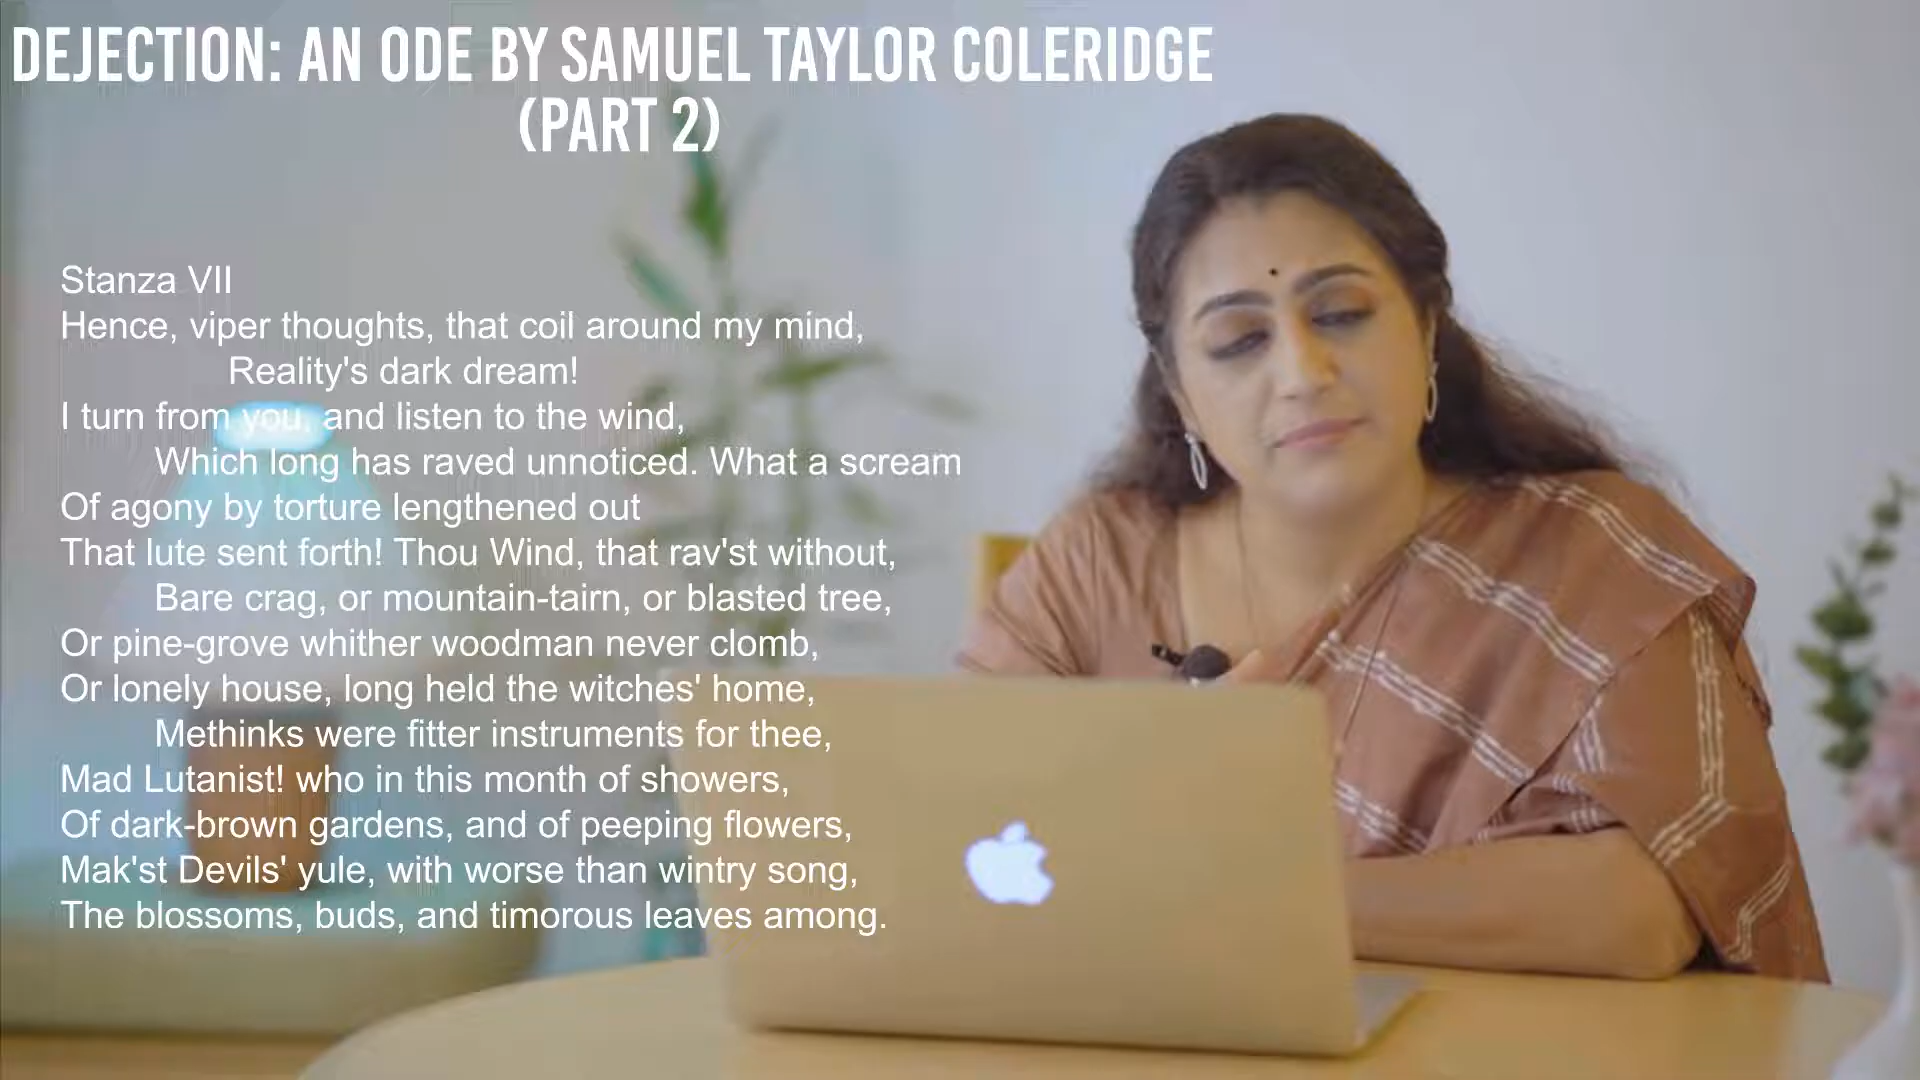 DEJECTION: AN ODE BY SAMUEL TAYLOR COLERIDGE
(PART 2)
Stanza VII
Hence, viper thoughts, that coil around my mind,
Reality's dark dream!
I turn from you, and listen to the wind,
Which long has raved unnoticed. What a scream
Of agony by torture lengthened out
That lute sent forth! Thou Wind, that rav'st without,
Bare crag, or mountain-tairn, or blasted tree,
Or pine-grove whither woodman never clomb,
Or lonely house, long held the witches' home,
Methinks were fitter instruments for thee,
Mad Lutanist! who in this month of showers,
Of dark-brown gardens, and of peeping flowers,
Mak'st Devils' yule, with worse than wintry song,
The blossoms, buds, and timorous leaves among.